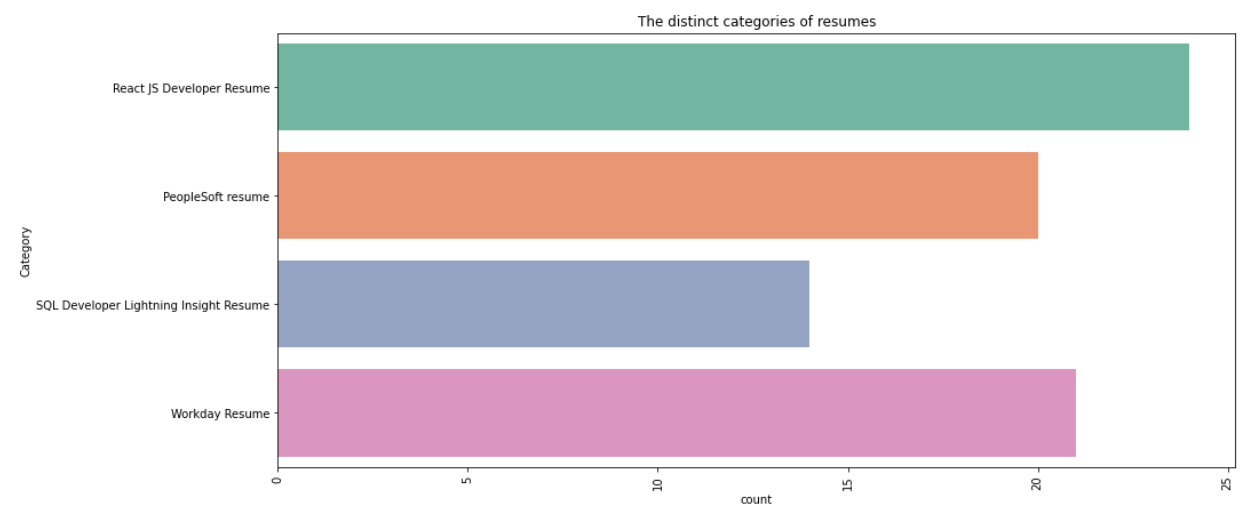 The distinct categories of resumes
React JS Developer Resume
PeopleSoft resume
Category
SQL Developer Lightning Insight Resume
Workday Resume
0
5
10
15
20
25
count